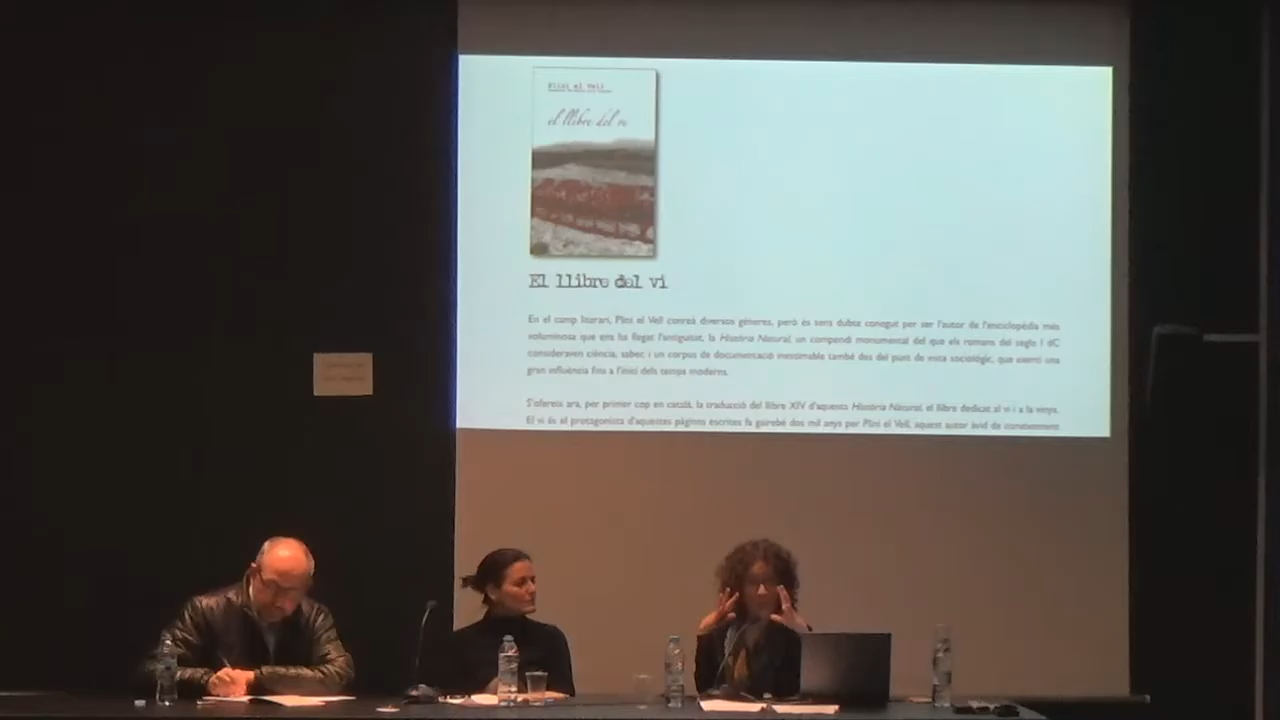 Plini el Vell
el llibre del vi
El llibre del vi
En el camp literari, Plini el Vell conreà diversos gèneres, però és sens dubte conegut per ser l'autor de l'enciclopèdia més
voluminosa que ens ha llegat l'antiguitat, la Història Natural, un compendi monumental del que els romans del segle I dC
consideraven ciència, saber, i un corpus de documentació inestimable també des del punt de vista sociològic, que exercí una
gran influència fins a l'inici dels temps moderns.
S'ofereix ara, per primer cop en català, la traducció del llibre XIV d'aquesta Història Natural, el llibre dedicat al vi i a la vinya.
El vi és el protagonista d'aquestes pàgines escrites fa gairebé dos mil anys per Plini el Vell, aquest autor àvid de coneixement